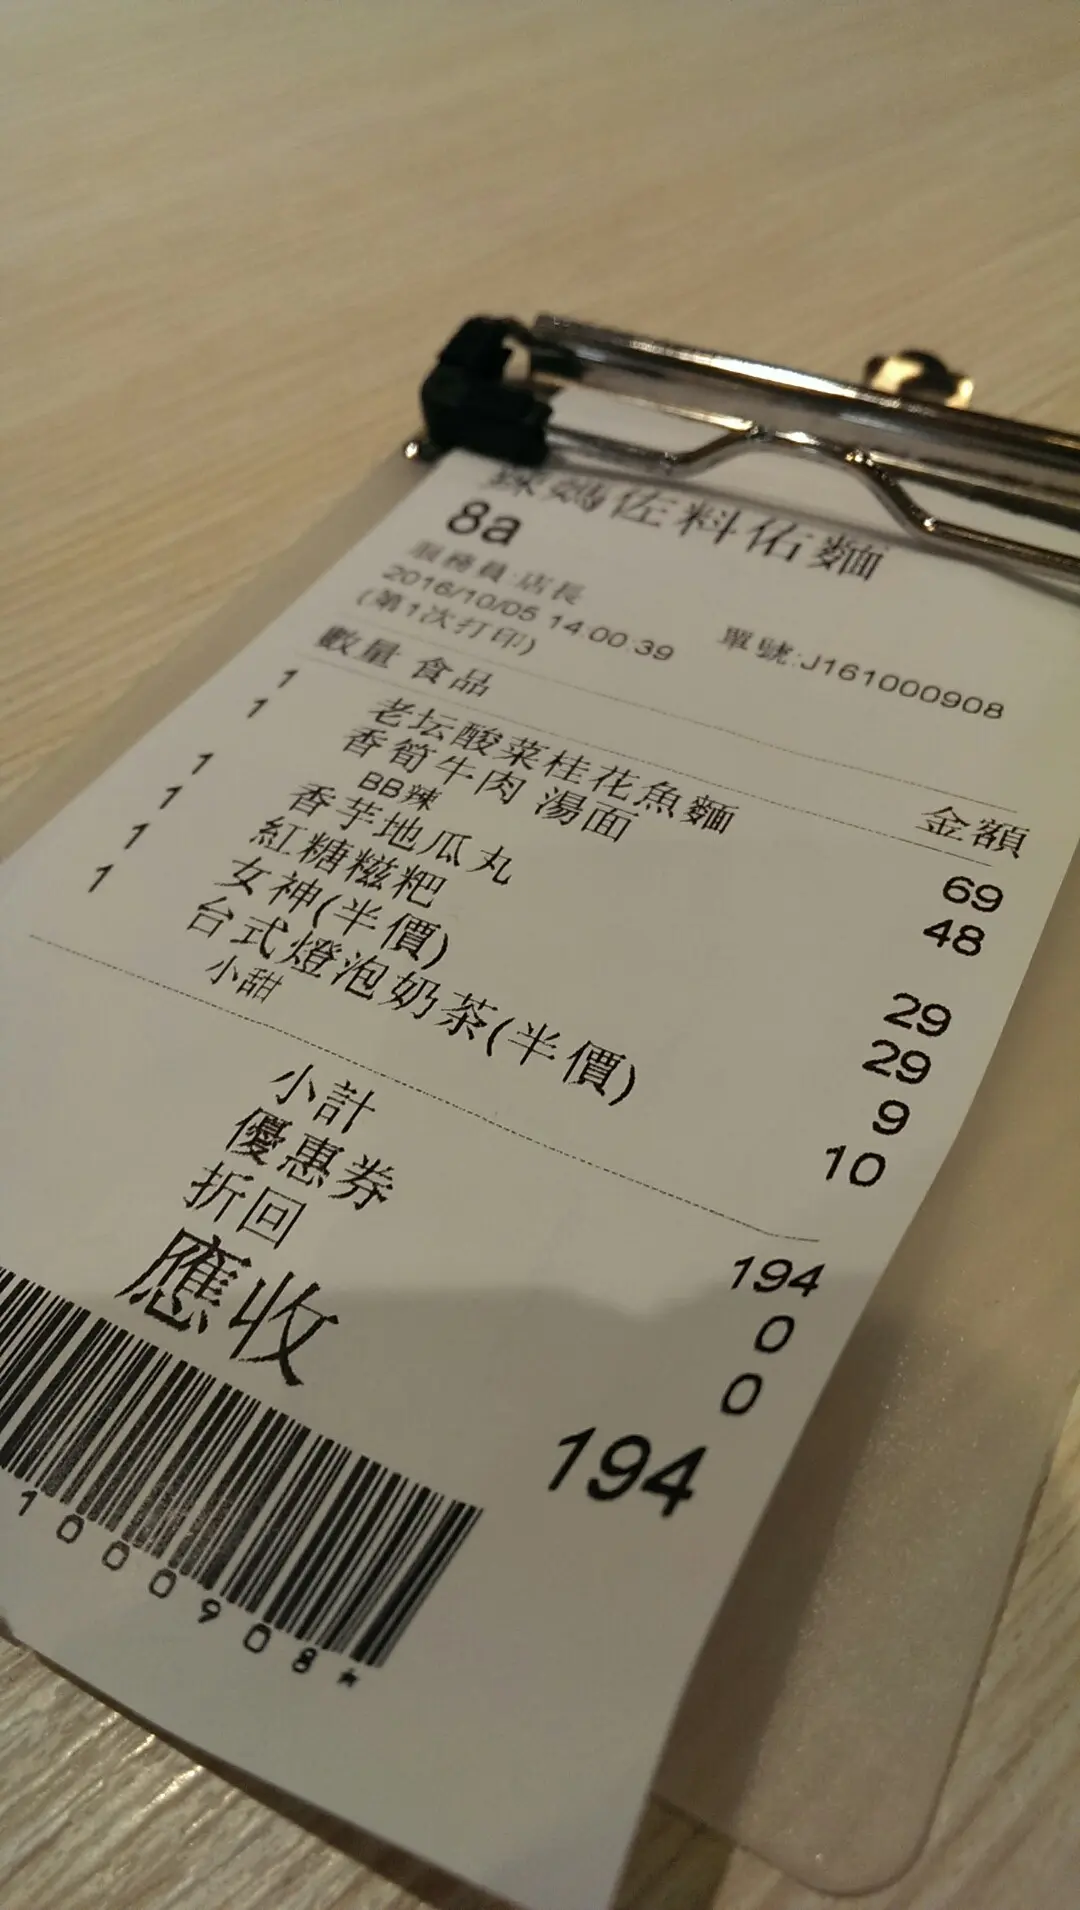 媽佐料佑麵
8a
服務員:店長
2016/10/05 14:00:39 單號:J161000908
(第1次打印)
數量 食品 金額
1 老坛酸菜桂花魚麵 69
1 香筍牛肉 湯面 48
BB辣
1 香芋地瓜丸 29
1 紅糖糍粑 29
1 女神(半價) 9
1 台式燈泡奶茶(半價) 10
小甜
小計 194
優惠券 0
折回 0
應收 194
1000908*